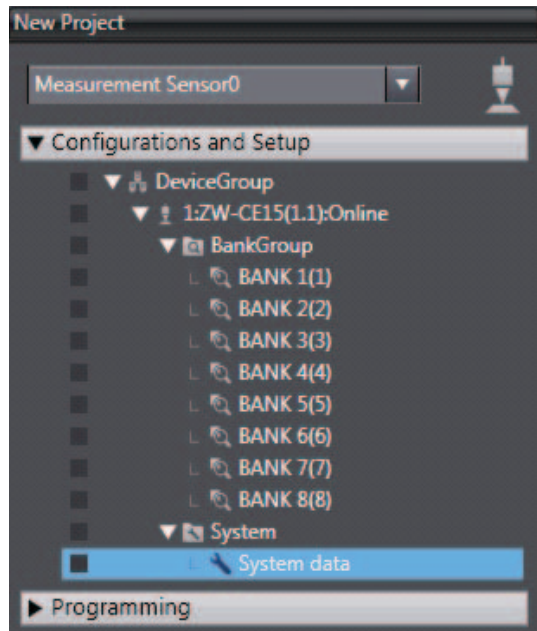 New Project
Measurement Sensor0
Configurations and Setup
DeviceGroup
1:ZW-CE15(1.1):Online
BankGroup
BANK 1(1)
BANK 2(2)
BANK 3(3)
BANK 4(4)
BANK 5(5)
BANK 6(6)
BANK 7(7)
BANK 8(8)
System
System data
Programming